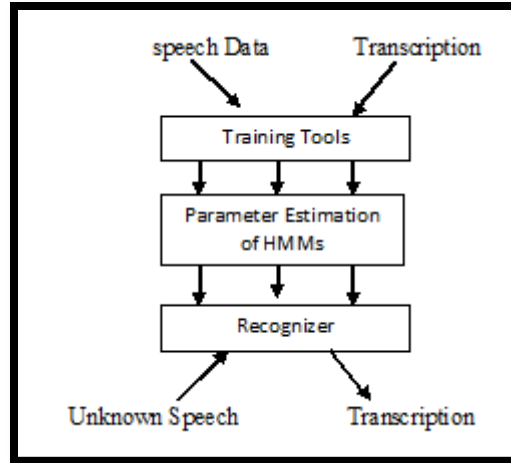 speech Data
Transcription
Training Tools
Parameter Estimation
of HMMs
Recognizer
Unknown Speech
Transcription